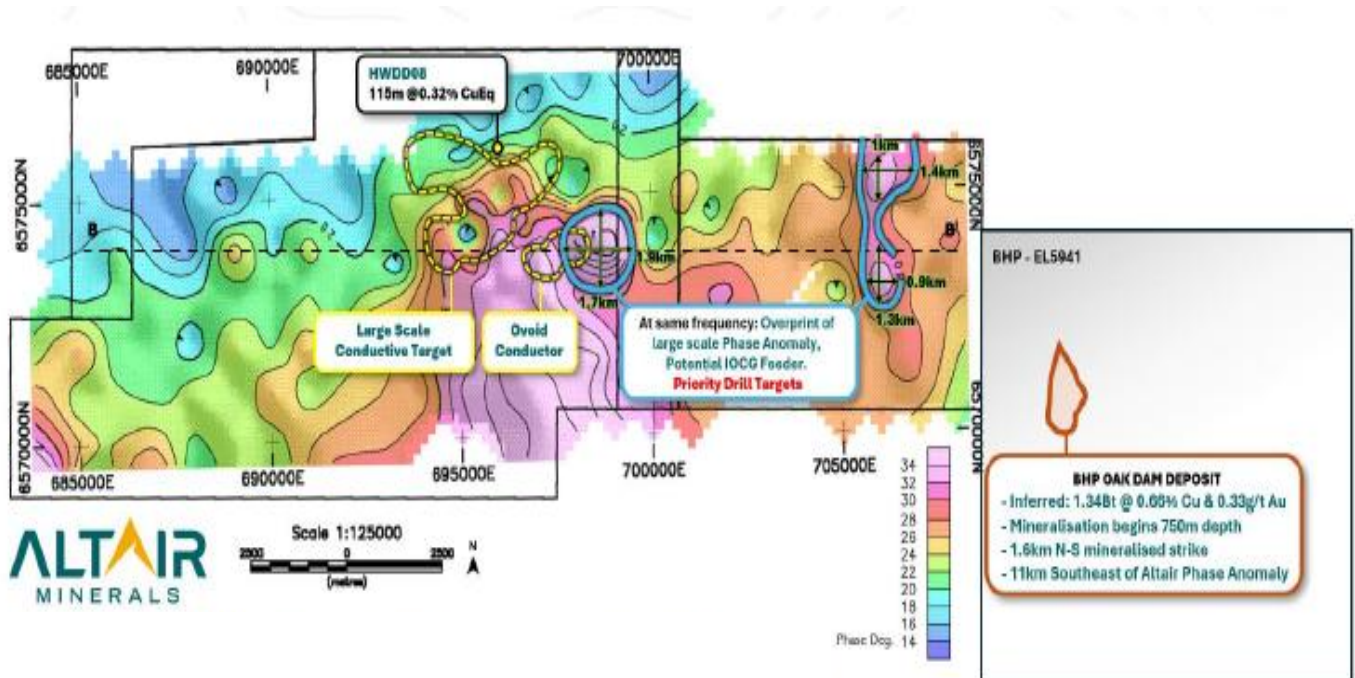 685000E
690000E
700000E
HWDD08
115m @0.32% CuEq
6575000N
6575000N
1km
1.4km
B
B'
BHP - EL5941
1.9km
0.9km
1.7km
1.3km
Large Scale
Conductive Target
Ovoid
Conductor
At same frequency: Overprint of
large scale Phase Anomaly,
Potential IOCG Feeder.
Priority Drill Targets
6570000N
6570000N
685000E
690000E
695000E
700000E
705000E
34
32
30
28
26
24
22
20
18
16
14
Phase Deg.
BHP OAK DAM DEPOSIT
- Inferred: 1.34Bt @ 0.66% Cu & 0.33g/t Au
- Mineralisation begins 750m depth
- 1.6km N-S mineralised strike
- 11km Southeast of Altair Phase Anomaly
ALTAIR
MINERALS
Scale 1:125000
2500 0 2500
(metres)
N